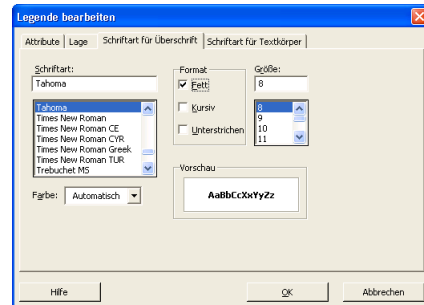 Legende bearbeiten
Attribute Lage Schriftart für Überschrift Schriftart für Textkörper
Schriftart:
Tahoma
Tahoma
Times New Roman
Times New Roman CE
Times New Roman CYR
Times New Roman Greek
Times New Roman TUR
Trebuchet MS
Farbe: Automatisch
Format
Fett
Kursiv
Unterstrichen
Größe:
8
8
9
10
11
Vorschau
AaBbCcXxYyZz
Hilfe OK Abbrechen